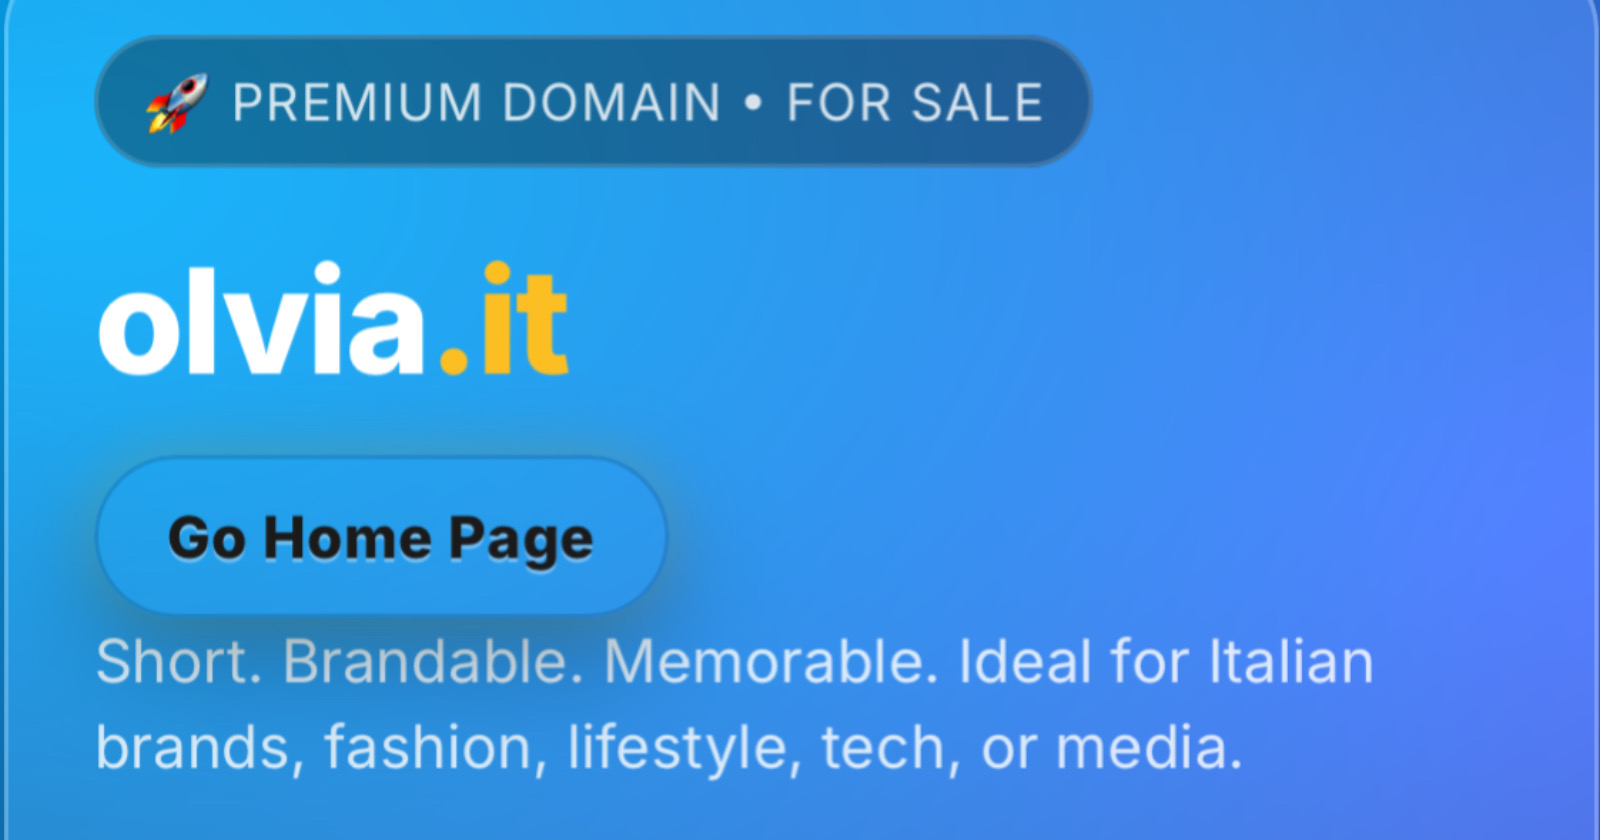 🚀 PREMIUM DOMAIN • FOR SALE
olvia.it
Go Home Page
Short. Brandable. Memorable. Ideal for Italian
brands, fashion, lifestyle, tech, or media.